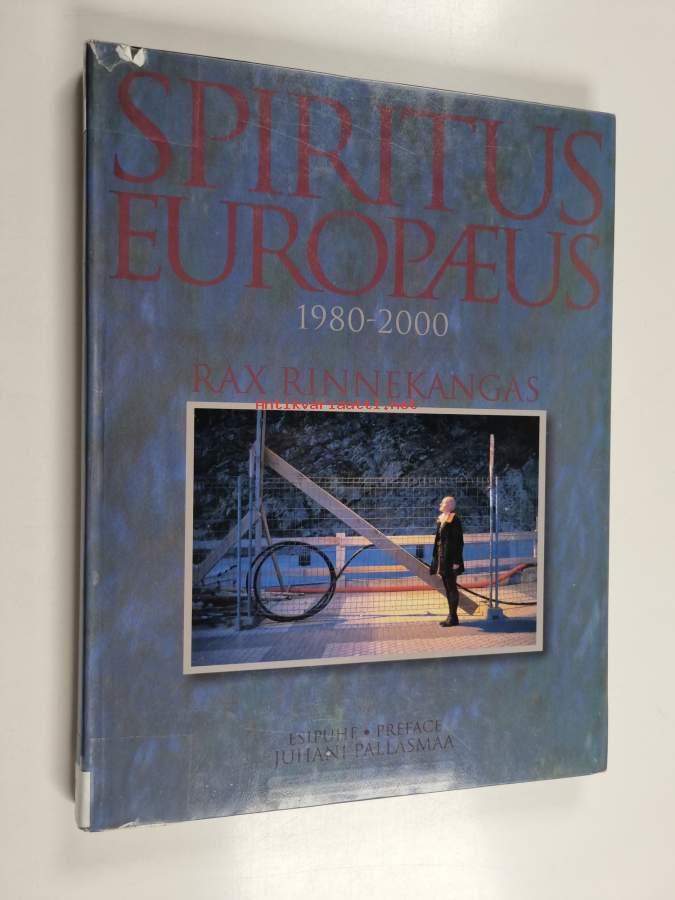 SPIRITUS
EUROPÆUS
1980-2000
RAX RINNEKANGAS
Antikvariaatti.net
ESIPUHE • PREFACE
JUHANI PALLASMAA